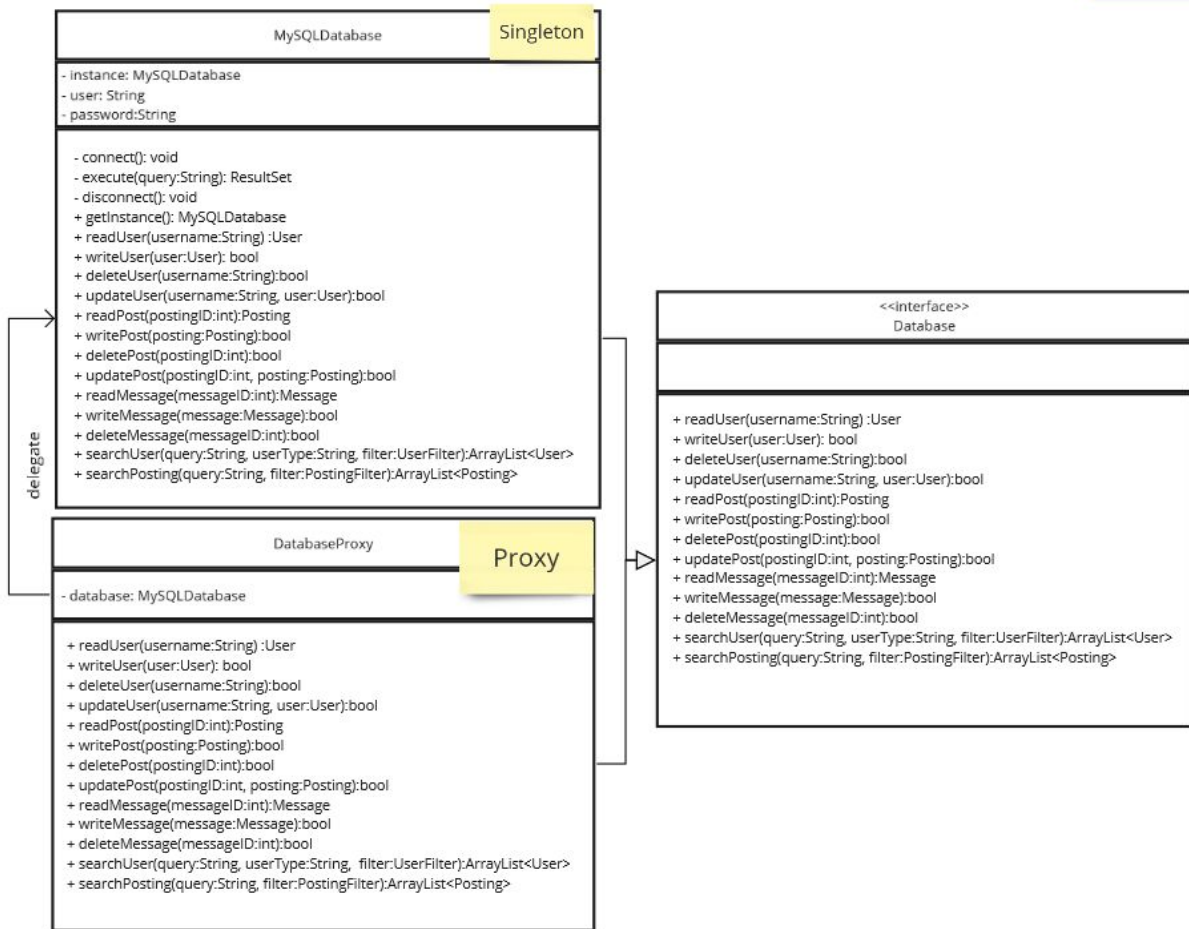 MySQLDatabase
Singleton
- instance: MySQLDatabase
- user: String
- password:String
- connect(): void
- execute(query:String): ResultSet
- disconnect(): void
+ getInstance(): MySQLDatabase
+ readUser(username:String) :User
+ writeUser(user:User): bool
+ deleteUser(username:String):bool
+ updateUser(username:String, user:User):bool
+ readPost(postingID:int):Posting
+ writePost(posting:Posting):bool
+ deletePost(postingID:int):bool
+ updatePost(postingID:int, posting:Posting):bool
+ readMessage(messageID:int):Message
+ writeMessage(message:Message):bool
+ deleteMessage(messageID:int):bool
+ searchUser(query:String, userType:String, filter:UserFilter):ArrayList<User>
+ searchPosting(query:String, filter:PostingFilter):ArrayList<Posting>
delegate
DatabaseProxy
Proxy
- database: MySQLDatabase
+ readUser(username:String) :User
+ writeUser(user:User): bool
+ deleteUser(username:String):bool
+ updateUser(username:String, user:User):bool
+ readPost(postingID:int):Posting
+ writePost(posting:Posting):bool
+ deletePost(postingID:int):bool
+ updatePost(postingID:int, posting:Posting):bool
+ readMessage(messageID:int):Message
+ writeMessage(message:Message):bool
+ deleteMessage(messageID:int):bool
+ searchUser(query:String, userType:String, filter:UserFilter):ArrayList<User>
+ searchPosting(query:String, filter:PostingFilter):ArrayList<Posting>
<<interface>>
Database
+ readUser(username:String) :User
+ writeUser(user:User): bool
+ deleteUser(username:String):bool
+ updateUser(username:String, user:User):bool
+ readPost(postingID:int):Posting
+ writePost(posting:Posting):bool
+ deletePost(postingID:int):bool
+ updatePost(postingID:int, posting:Posting):bool
+ readMessage(messageID:int):Message
+ writeMessage(message:Message):bool
+ deleteMessage(messageID:int):bool
+ searchUser(query:String, userType:String, filter:UserFilter):ArrayList<User>
+ searchPosting(query:String, filter:PostingFilter):ArrayList<Posting>